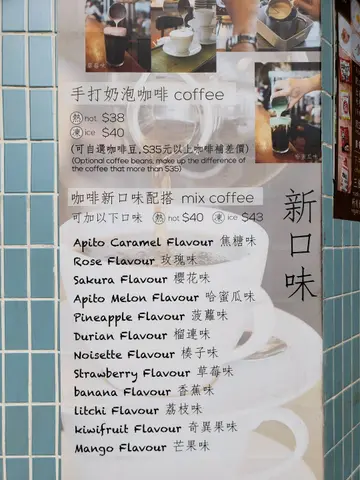 手打奶泡咖啡 coffee
熱 hot $38
凍 ice $40
(可自選咖啡豆,$35元以上咖啡補差價)
(Optional coffee beans, make up the difference of
the coffee that more than $35)
咖啡新口味配搭 mix coffee
可加以下口味 熱 hot $40 凍 ice $43
新口味
Apito Caramel Flavour 焦糖味
Rose Flavour 玫瑰味
Sakura Flavour 櫻花味
Apito Melon Flavour 哈蜜瓜味
Pineapple Flavour 菠蘿味
Durian Flavour 榴連味
Noisette Flavour 榛子味
Strawberry Flavour 草莓味
banana Flavour 香蕉味
litchi Flavour 荔枝味
kiwifruit Flavour 奇異果味
Mango Flavour 芒果味